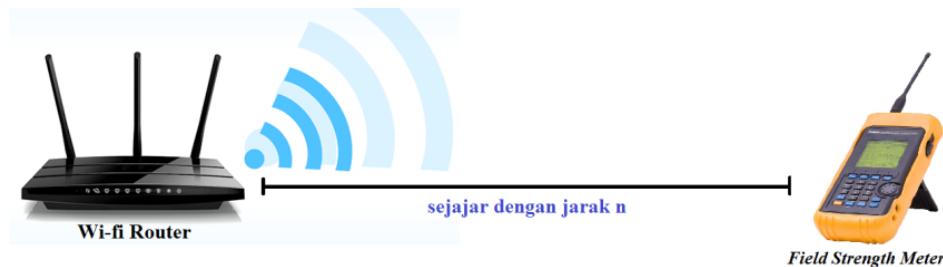 sejajar dengan jarak n
Wi-fi Router
Field Strength Meter